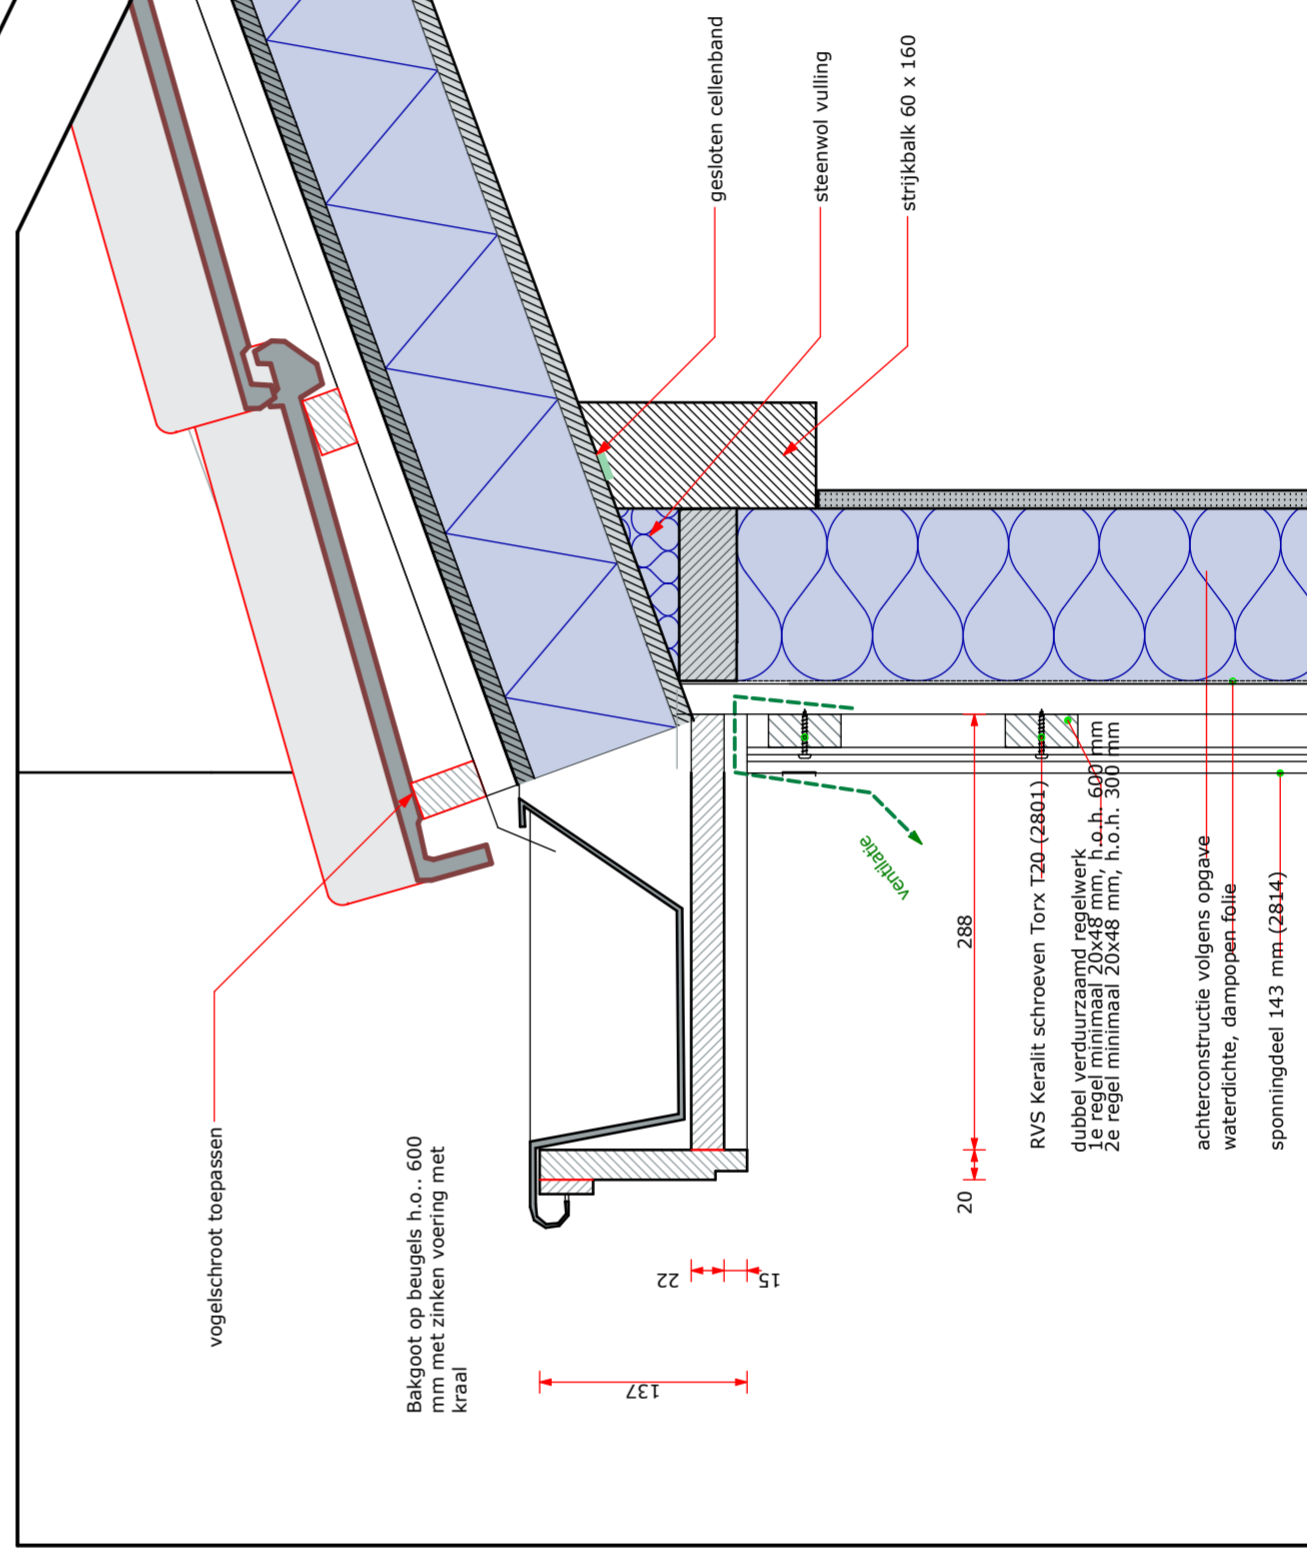 vogelschroot toepassen
Bakgoot op beugels h.o.. 600
mm met zinken voering met
kraal
gesloten cellenband
steenwol vulling
strijkbalk 60 x 160
ventilatie
288
20
22
15
137
RVS Keralit schroeven Torx T20 (2801)
dubbel verduurzaamd regelwerk
1e regel minimaal 20x48 mm, h.o.h. 600 mm
2e regel minimaal 20x48 mm, h.o.h. 300 mm
achterconstructie volgens opgave
waterdichte, dampopen folie
sponningdeel 143 mm (2814)